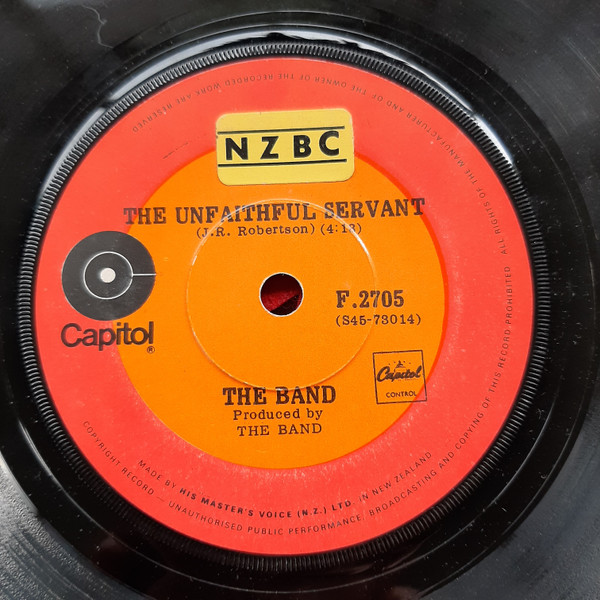 NZBC
THE UNFAITHFUL SERVANT
(J.R. Robertson) (4:13)
Capitol
®
F.2705
(S45-73014)
Capitol
CONTROL
THE BAND
Produced by
THE BAND
MADE BY HIS MASTER'S VOICE (N.Z.) LTD. IN NEW ZEALAND
ALL RIGHTS OF THE MANUFACTURER AND OF THE OWNER OF THE RECORDED WORK ARE RESERVED
COPYRIGHT RECORD — UNAUTHORISED PUBLIC PERFORMANCE, BROADCASTING AND COPYING OF THIS RECORD PROHIBITED